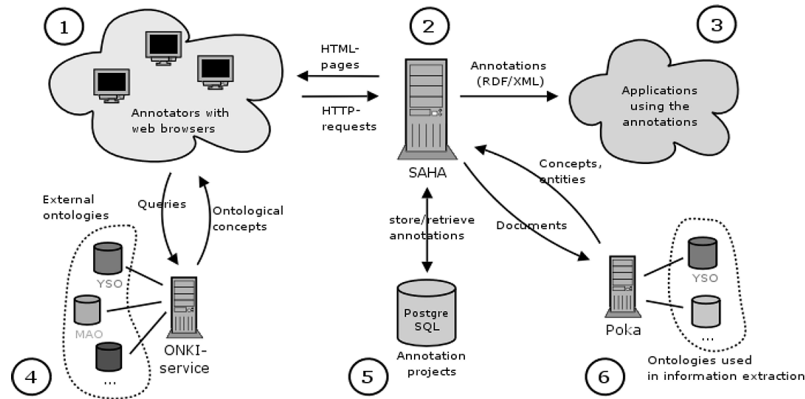 1
2
3
HTML-
pages
HTTP-
requests
Annotators with
web browsers
SAHA
Annotations
(RDF/XML)
Applications
using the
annotations
External
ontologies
Queries
Ontological
concepts
store/retrieve
annotations
Concepts,
entities
Documents
YSO
MAO
...
ONKI-
service
4
Postgre
SQL
Annotation
projects
5
Poka
YSO
...
6
Ontologies used
in information extraction